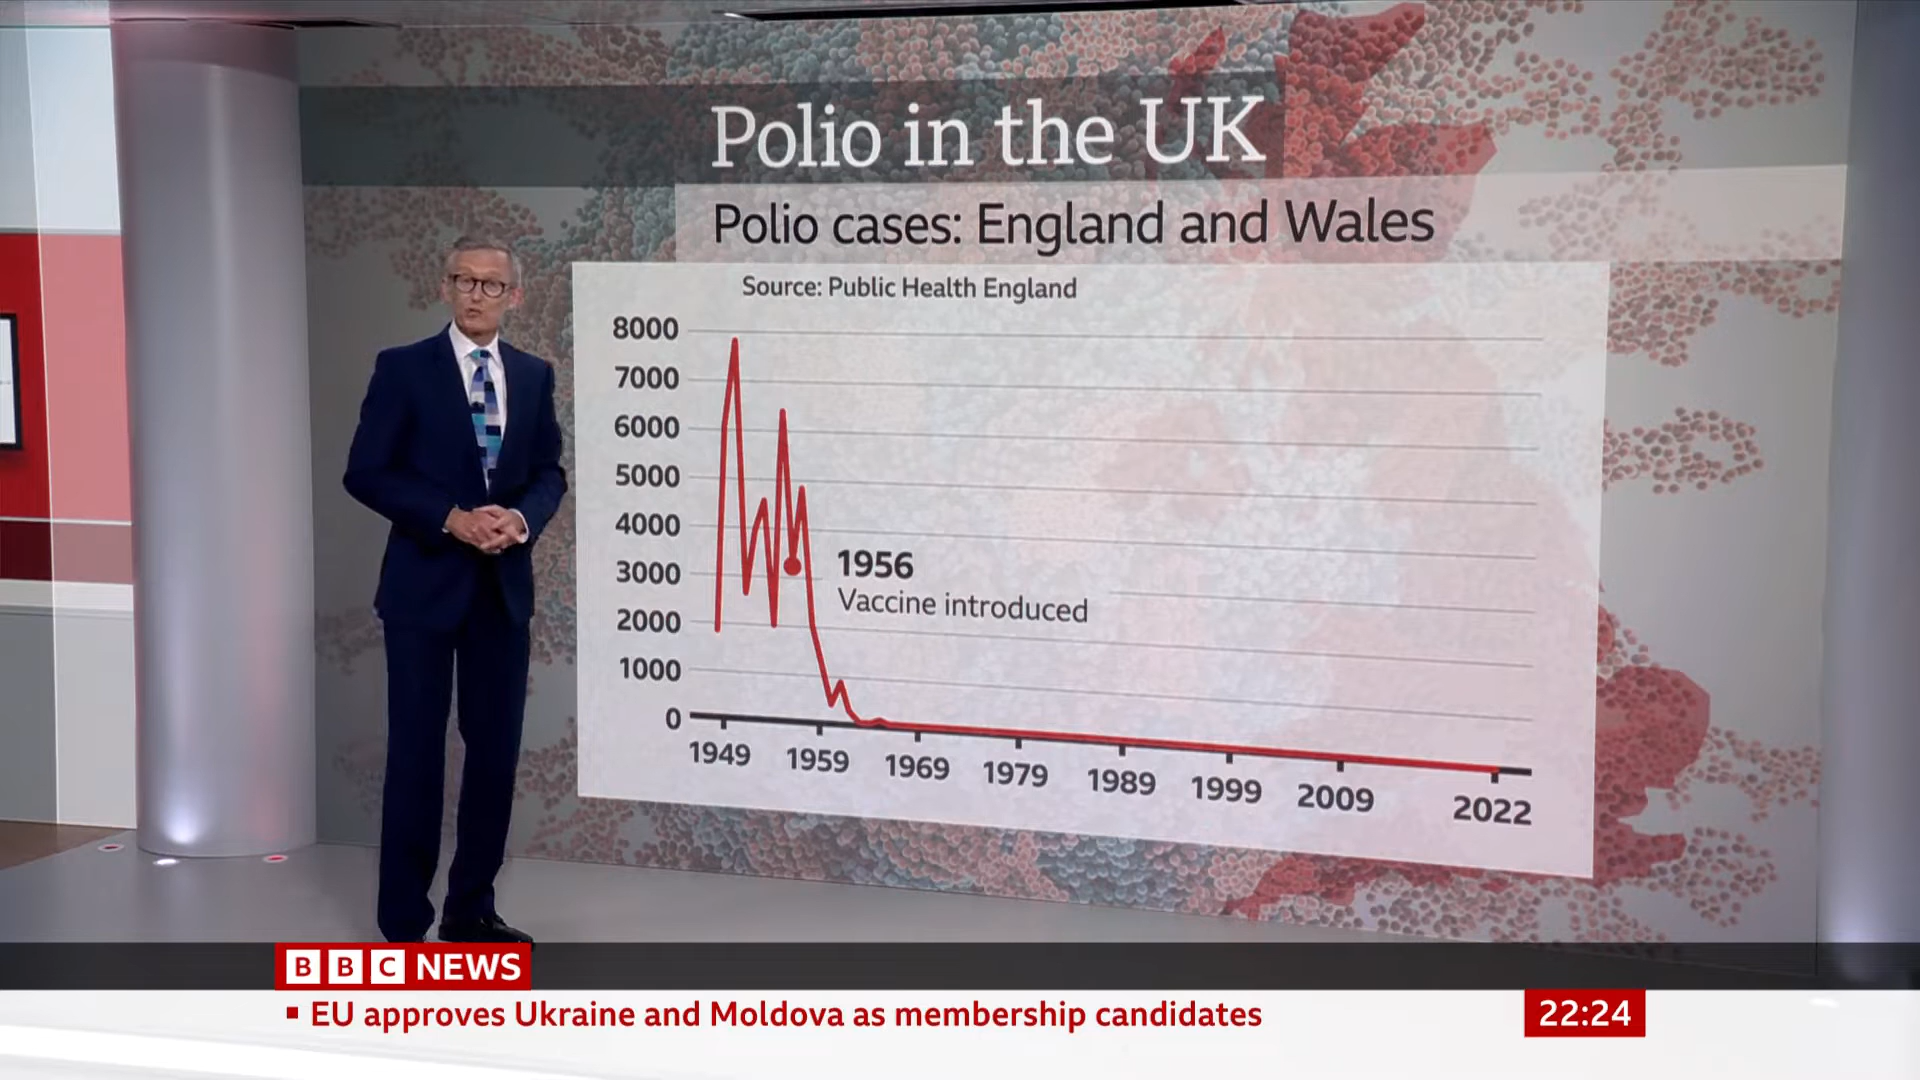 Polio in the UK
Polio cases: England and Wales
Source: Public Health England
8000
7000
6000
5000
4000
3000
2000
1000
0
1956
Vaccine introduced
1949 1959 1969 1979 1989 1999 2009 2022
BBC NEWS
EU approves Ukraine and Moldova as membership candidates
22:24